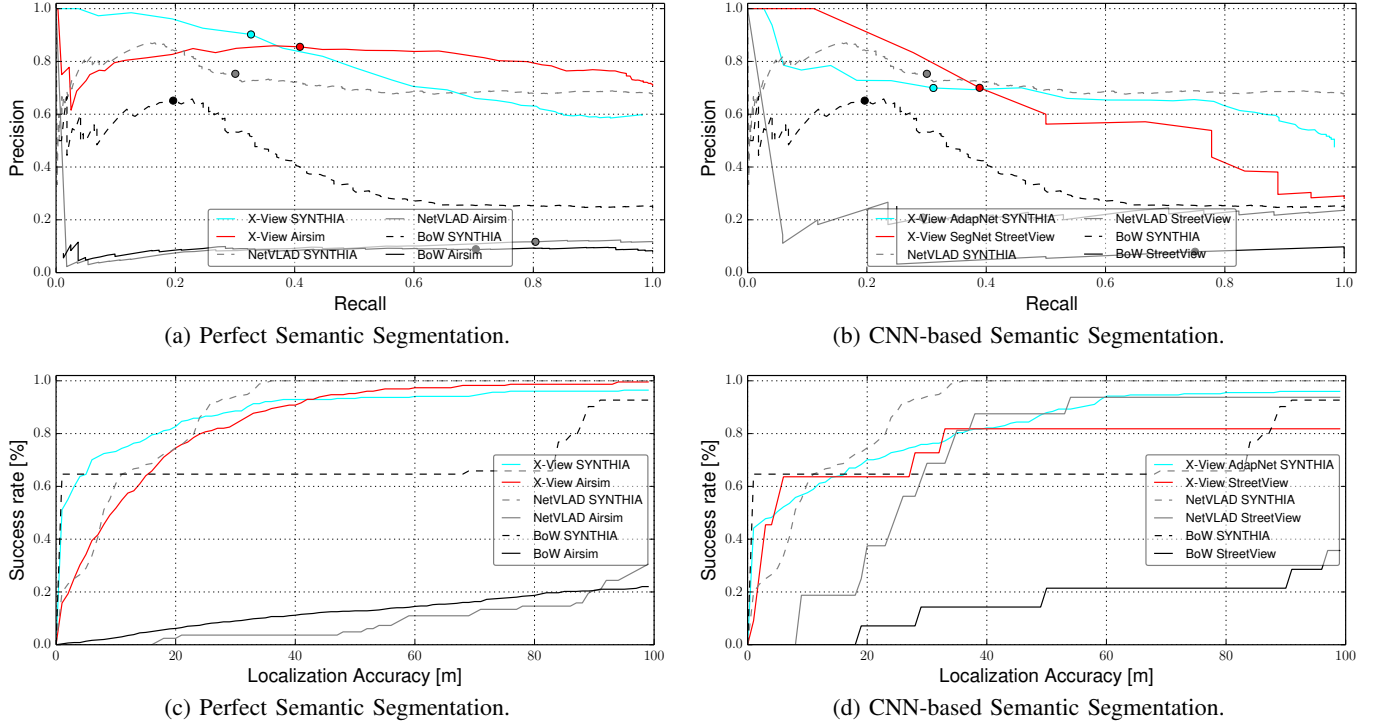 1.0
0.8
0.6
0.4
0.2
0.0
Precision
0.0 0.2 0.4 0.6 0.8 1.0
Recall
X-View SYNTHIA
X-View Airsim
NetVLAD SYNTHIA
NetVLAD Airsim
BoW SYNTHIA
BoW Airsim
(a) Perfect Semantic Segmentation.
1.0
0.8
0.6
0.4
0.2
0.0
Precision
0.0 0.2 0.4 0.6 0.8 1.0
Recall
X-View AdapNet SYNTHIA
X-View SegNet StreetView
NetVLAD SYNTHIA
NetVLAD StreetView
BoW SYNTHIA
BoW StreetView
(b) CNN-based Semantic Segmentation.
1.0
0.8
0.6
0.4
0.2
0.0
Success rate [%]
0 20 40 60 80 100
Localization Accuracy [m]
X-View SYNTHIA
X-View Airsim
NetVLAD SYNTHIA
NetVLAD Airsim
BoW SYNTHIA
BoW Airsim
(c) Perfect Semantic Segmentation.
1.0
0.8
0.6
0.4
0.2
0.0
Success rate [%]
0 20 40 60 80 100
Localization Accuracy [m]
X-View AdapNet SYNTHIA
X-View StreetView
NetVLAD SYNTHIA
NetVLAD StreetView
BoW SYNTHIA
BoW StreetView
(d) CNN-based Semantic Segmentation.